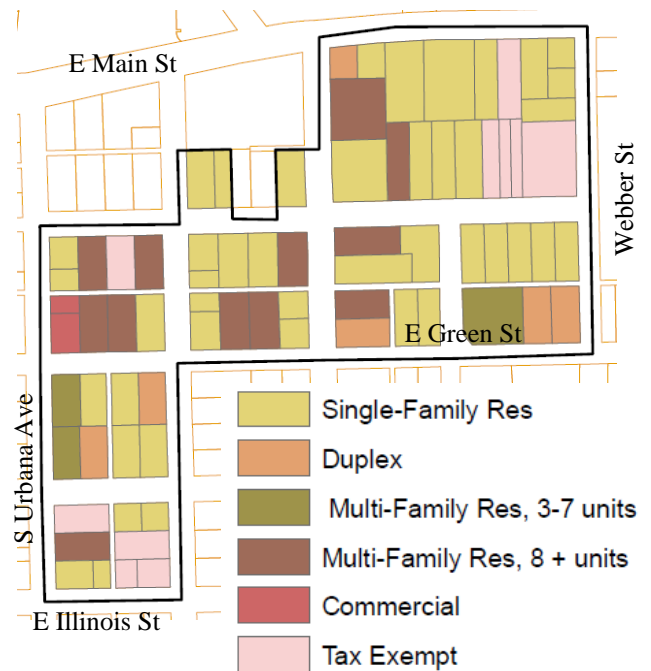 E Main St
Webber St
E Green St
S Urbana Ave
Single-Family Res
Duplex
Multi-Family Res, 3-7 units
Multi-Family Res, 8 + units
Commercial
E Illinois St
Tax Exempt